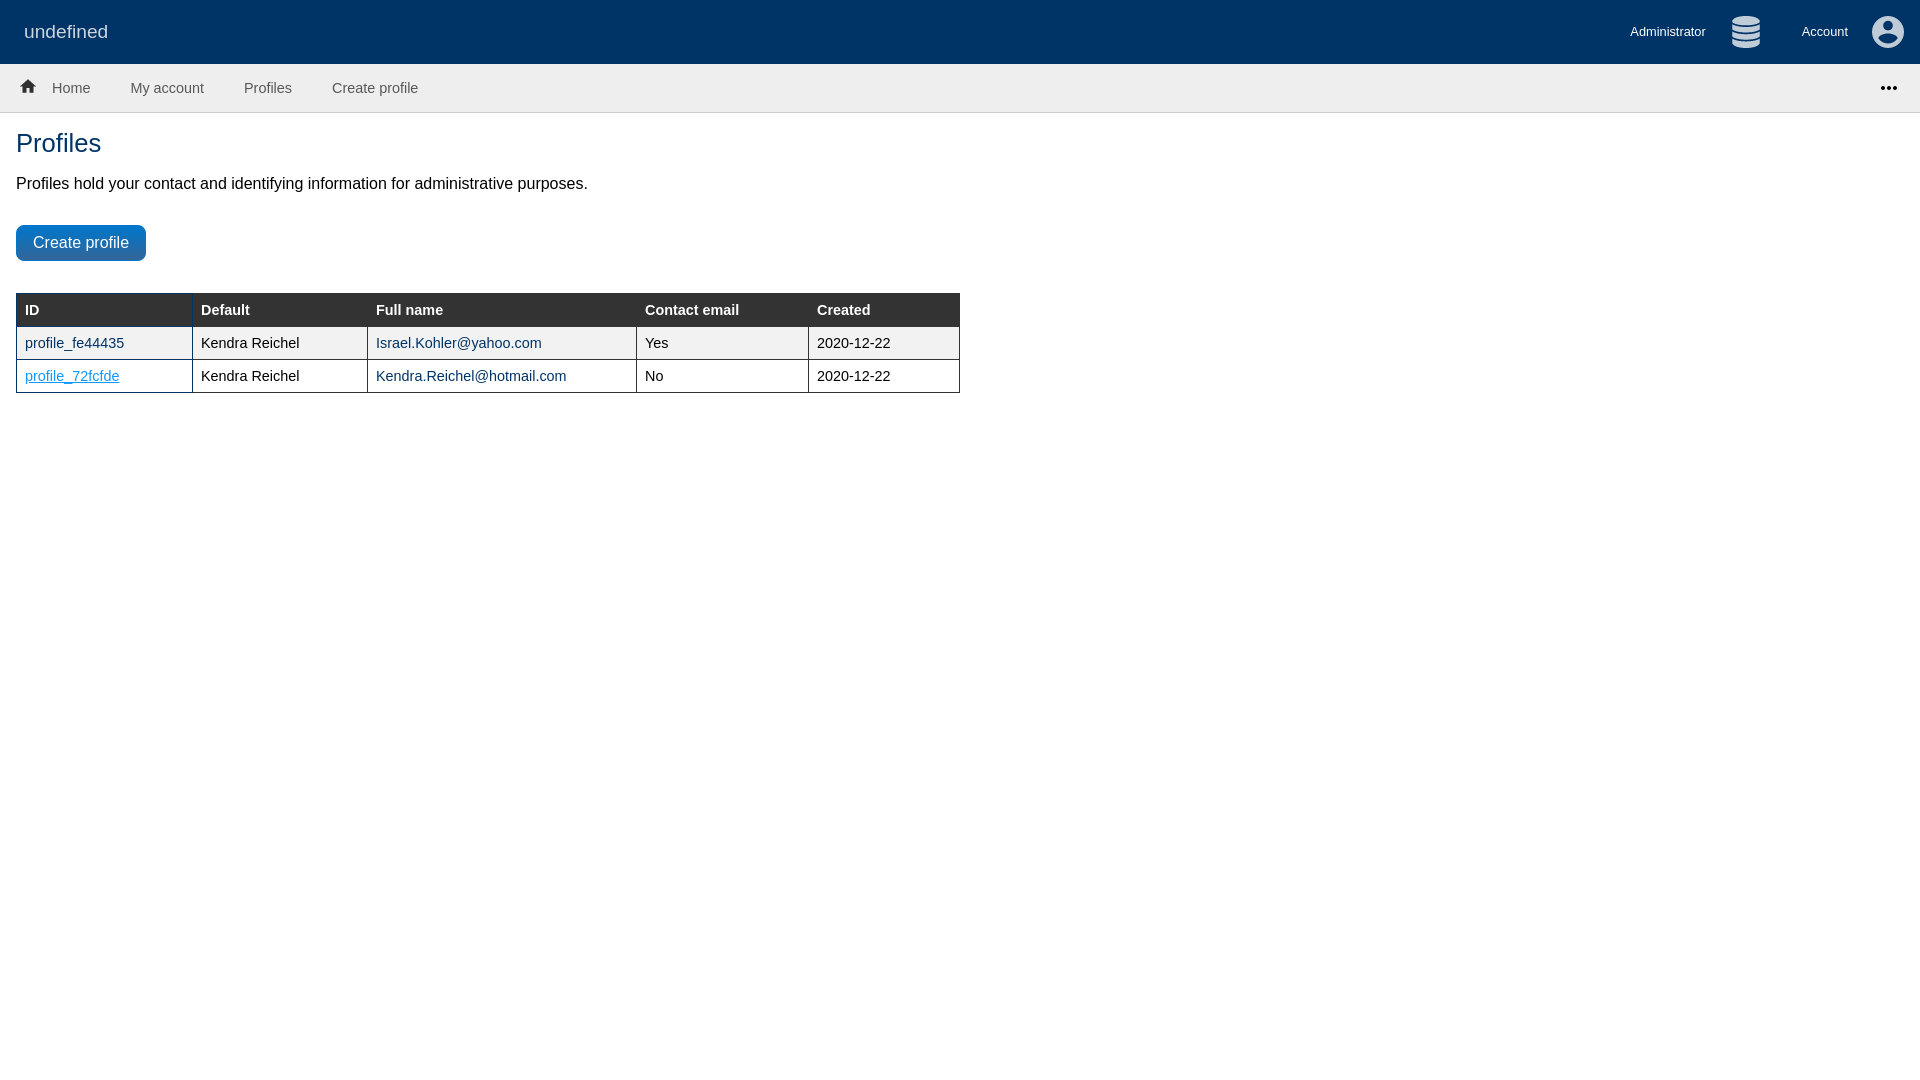 undefined
Administrator
Account
Home
My account
Profiles
Create profile
Profiles
Profiles hold your contact and identifying information for administrative purposes.
Create profile
ID Default Full name Contact email Created
profile_fe44435 Kendra Reichel Israel.Kohler@yahoo.com Yes 2020-12-22
profile_72fcfde Kendra Reichel Kendra.Reichel@hotmail.com No 2020-12-22